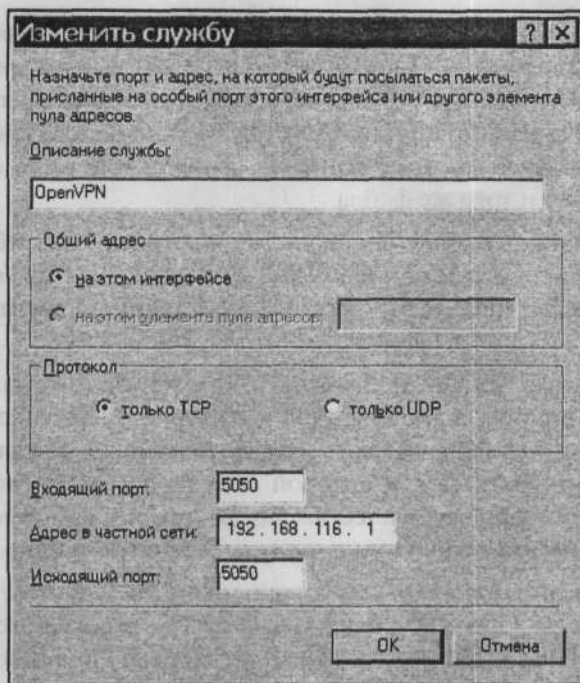 Изменить службу
Назначьте порт и адрес, на который будут посылаться пакеты,
присланные на особый порт этого интерфейса или другого элемента
пула адресов.
Описание службы:
OpenVPN
Общий адрес
на этом интерфейсе
на этом элементе пула адресов:
Протокол
только TCP
только UDP
Входящий порт:
5050
Адрес в частной сети:
192 . 168 . 116 . 1
Исходящий порт:
5050
OK
Отмена